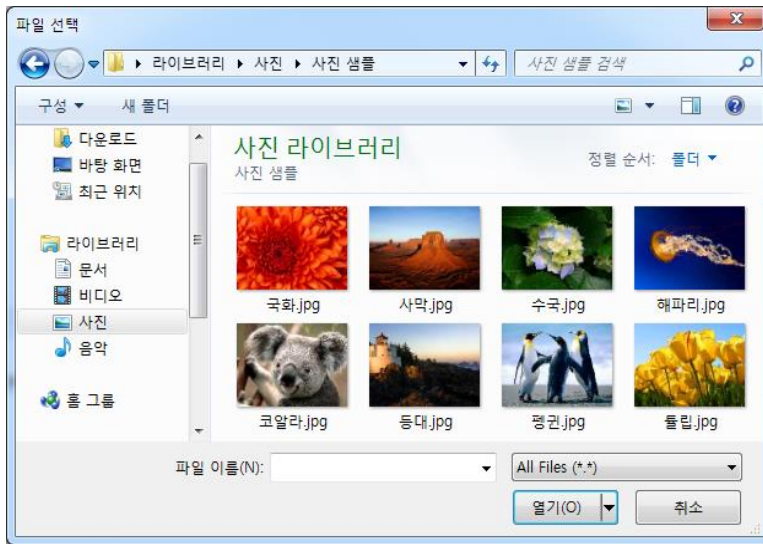 파일 선택
라이브러리 ▸ 사진 ▸ 사진 샘플
사진 샘플 검색
구성 새 폴더
다운로드
바탕 화면
최근 위치
라이브러리
문서
비디오
사진
음악
홈 그룹
사진 라이브러리
사진 샘플
정렬 순서: 폴더
국화.jpg 사막.jpg 수국.jpg 해파리.jpg
코알라.jpg 등대.jpg 펭귄.jpg 튤립.jpg
파일 이름(N):
All Files (*.*)
열기(O) 취소